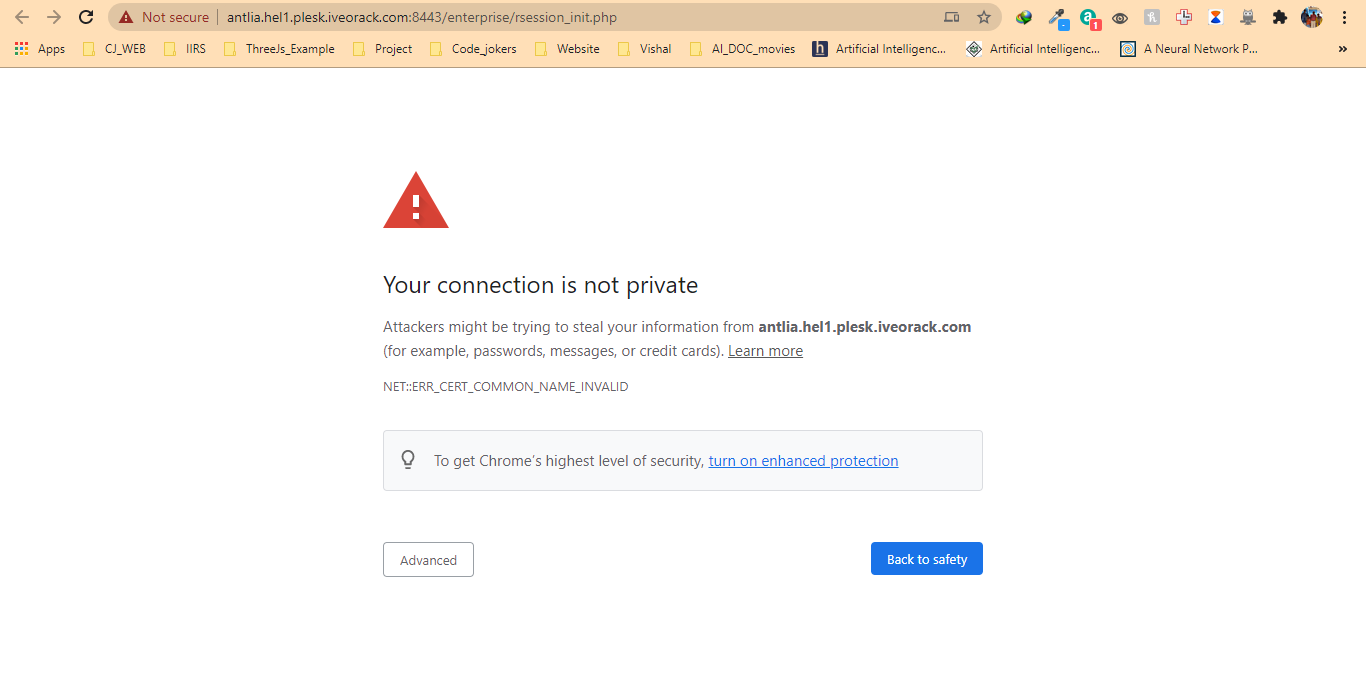 Not secure antlia.hel1.plesk.iveorack.com:8443/enterprise/rsession_init.php
a 1
Apps CJ_WEB IIRS ThreeJs_Example Project Code_jokers Website Vishal AI_DOC_movies h Artificial Intelligenc... Artificial Intelligenc... A Neural Network P... »
Your connection is not private
Attackers might be trying to steal your information from antlia.hel1.plesk.iveorack.com
(for example, passwords, messages, or credit cards). Learn more
NET::ERR_CERT_COMMON_NAME_INVALID
To get Chrome's highest level of security, turn on enhanced protection
Advanced Back to safety